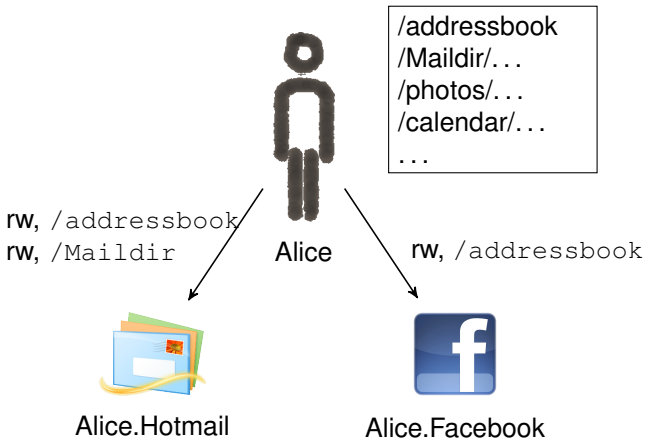 /addressbook
/Maildir/. . .
/photos/. . .
/calendar/. . .
. . .
rw, /addressbook
rw, /Maildir
Alice
rw, /addressbook
f
Alice.Hotmail
Alice.Facebook